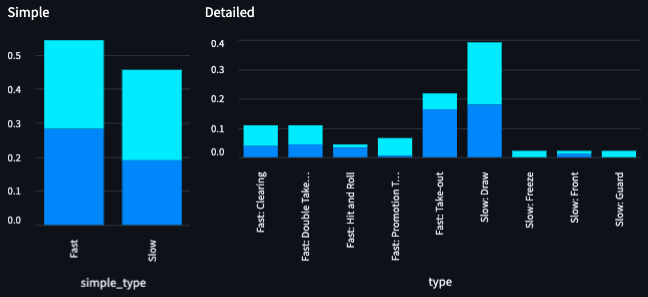 Simple
0.5
0.4
0.3
0.2
0.1
0.0
Fast
Slow
simple_type
Detailed
0.4
0.3
0.2
0.1
0.0
Fast: Clearing
Fast: Double Take...
Fast: Hit and Roll
Fast: Promotion T...
Fast: Take-out
Slow: Draw
Slow: Freeze
Slow: Front
Slow: Guard
type